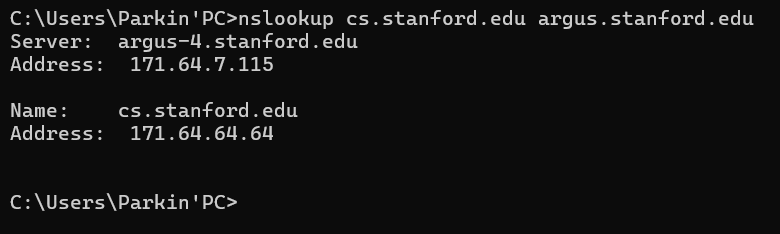 C:\Users\Parkin'PC>nslookup cs.stanford.edu argus.stanford.edu
Server:  argus-4.stanford.edu
Address:  171.64.7.115

Name:    cs.stanford.edu
Address:  171.64.64.64

C:\Users\Parkin'PC>